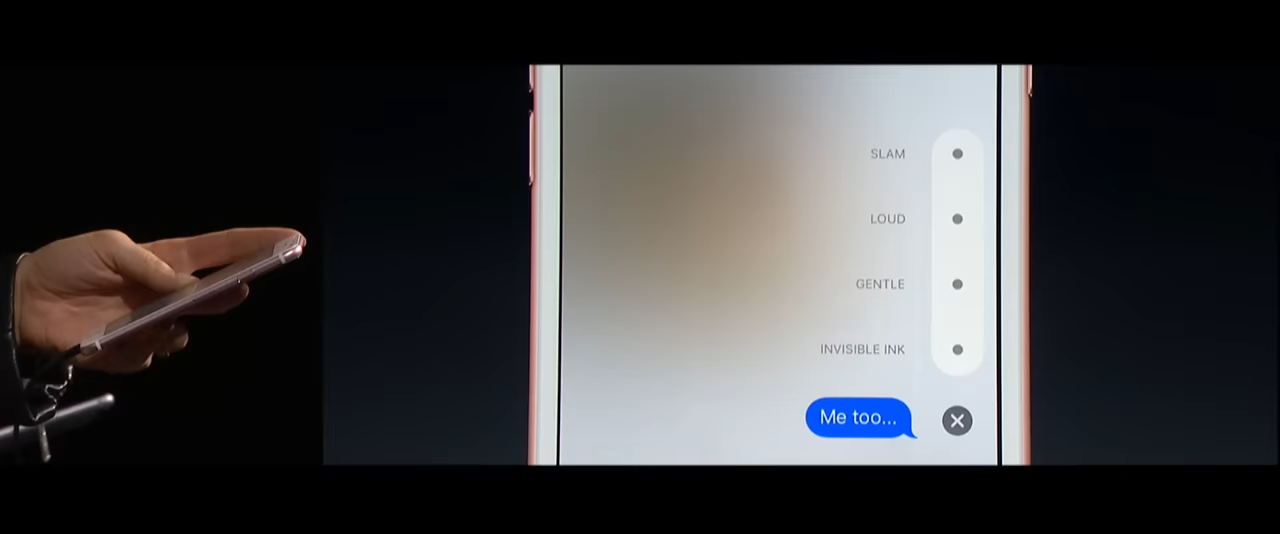 SLAM
LOUD
GENTLE
INVISIBLE INK
Me too...